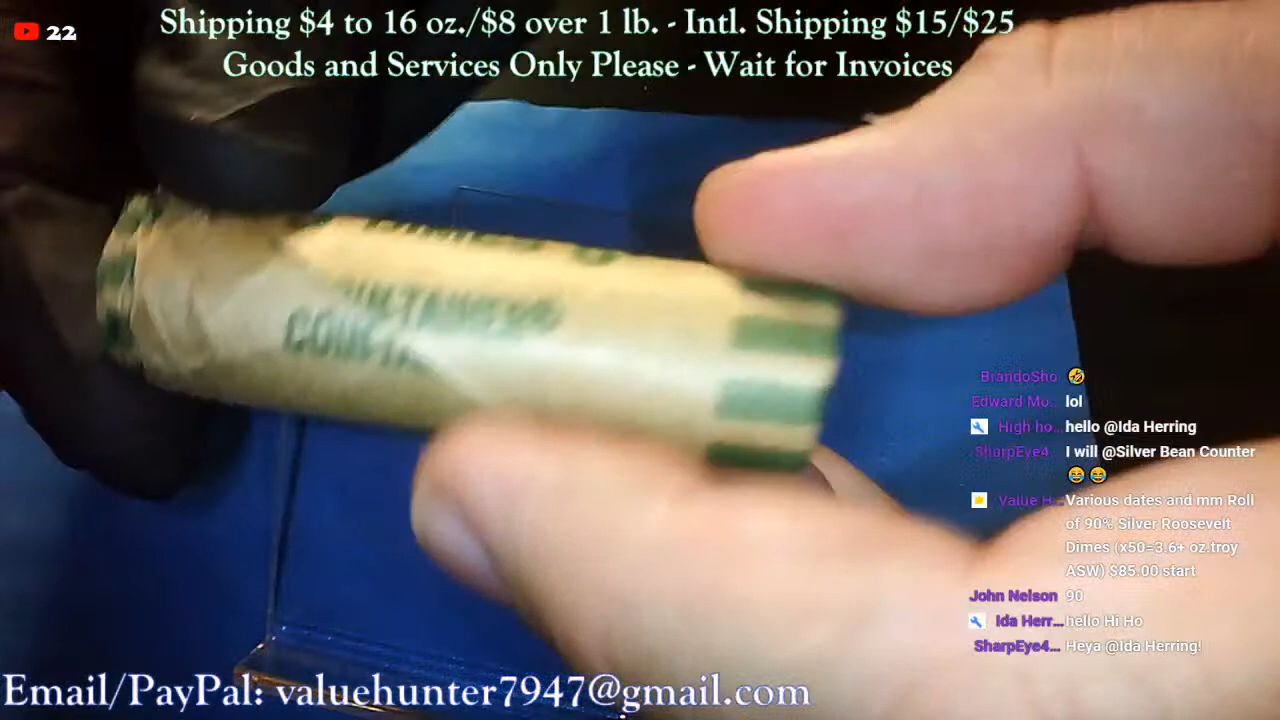 22
Shipping $4 to 16 oz./$8 over 1 lb. - Intl. Shipping $15/$25
Goods and Services Only Please - Wait for Invoices
BrandoSho 🤣
Edward Mo... lol
High ho... hello @Ida Herring
SharpEye4... I will @Silver Bean Counter
😂 😂
Value H... Various dates and mm Roll
of 90% Silver Roosevelt
Dimes (x50=3.6+ oz.troy
ASW) $85.00 start
John Nelson 90
Ida Herr... hello Hi Ho
SharpEye4... Heya @Ida Herring!
Email/PayPal: valuehunter7947@gmail.com